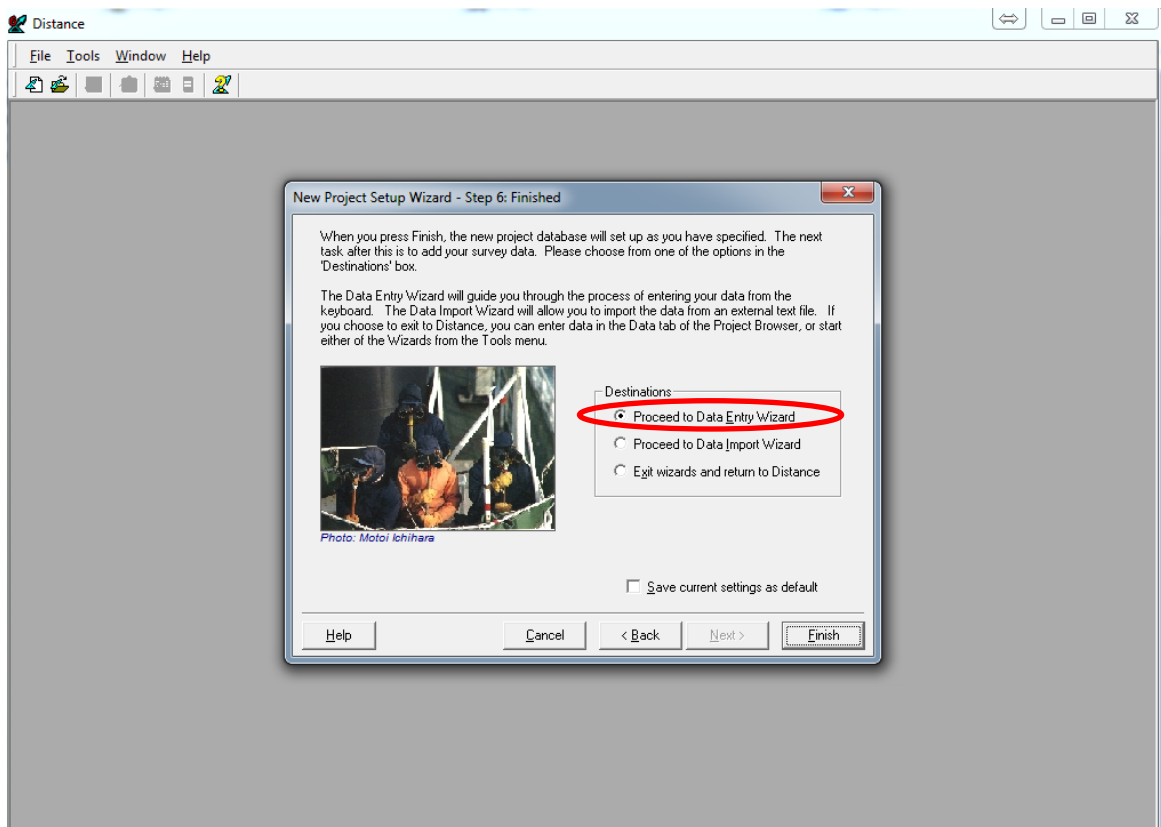 Distance
File Tools Window Help
New Project Setup Wizard - Step 6: Finished
When you press Finish, the new project database will set up as you have specified. The next
task after this is to add your survey data. Please choose from one of the options in the
'Destinations' box.
The Data Entry Wizard will guide you through the process of entering your data from the
keyboard. The Data Import Wizard will allow you to import the data from an external text file. If
you choose to exit to Distance, you can enter data in the Data tab of the Project Browser, or start
either of the Wizards from the Tools menu.
Destinations
Proceed to Data Entry Wizard
Proceed to Data Import Wizard
Exit wizards and return to Distance
Photo: Motoi Ichihara
Save current settings as default
Help Cancel < Back Next > Finish